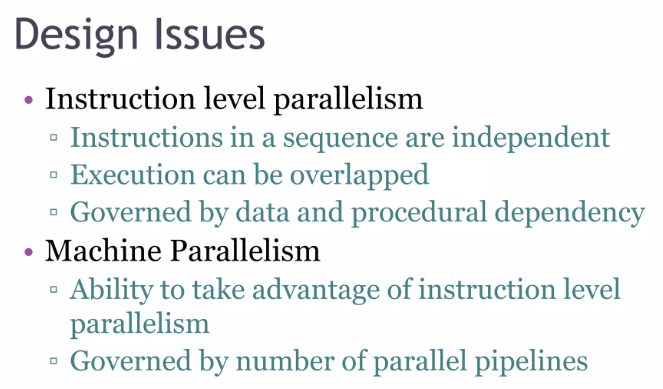 Design Issues
• Instruction level parallelism
▫ Instructions in a sequence are independent
▫ Execution can be overlapped
▫ Governed by data and procedural dependency
• Machine Parallelism
▫ Ability to take advantage of instruction level
parallelism
▫ Governed by number of parallel pipelines